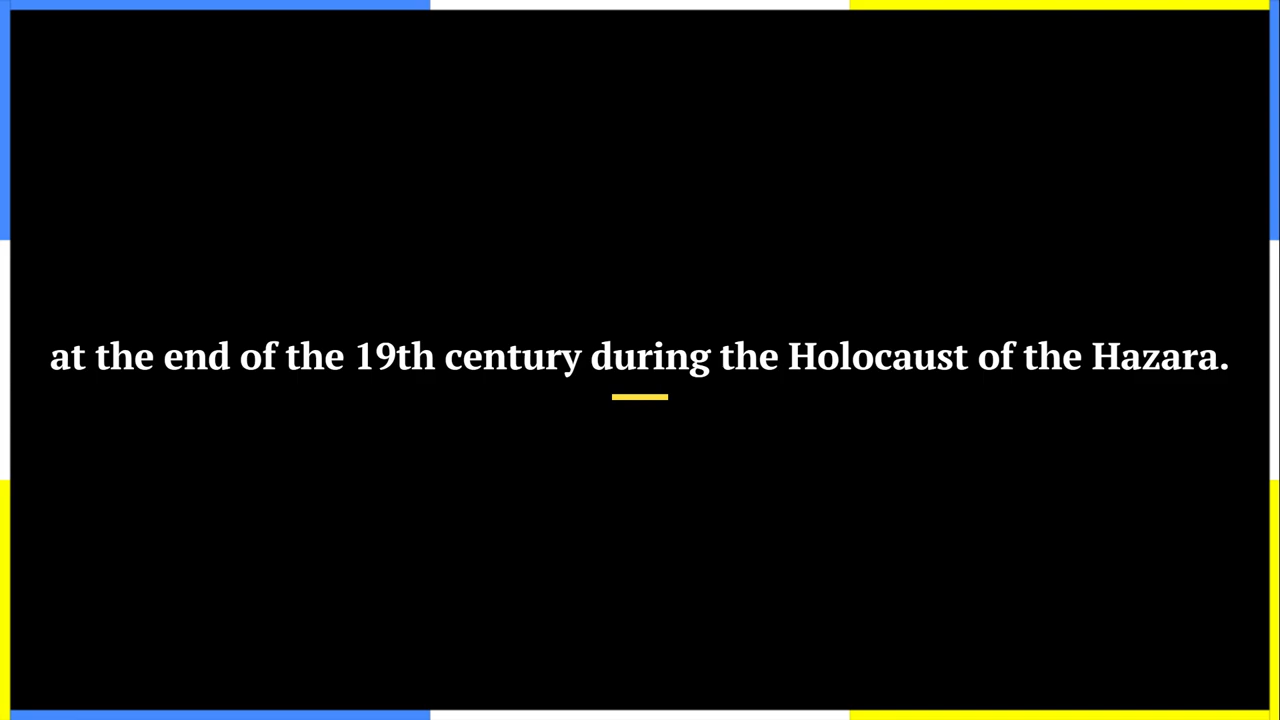 at the end of the 19th century during the Holocaust of the Hazara.